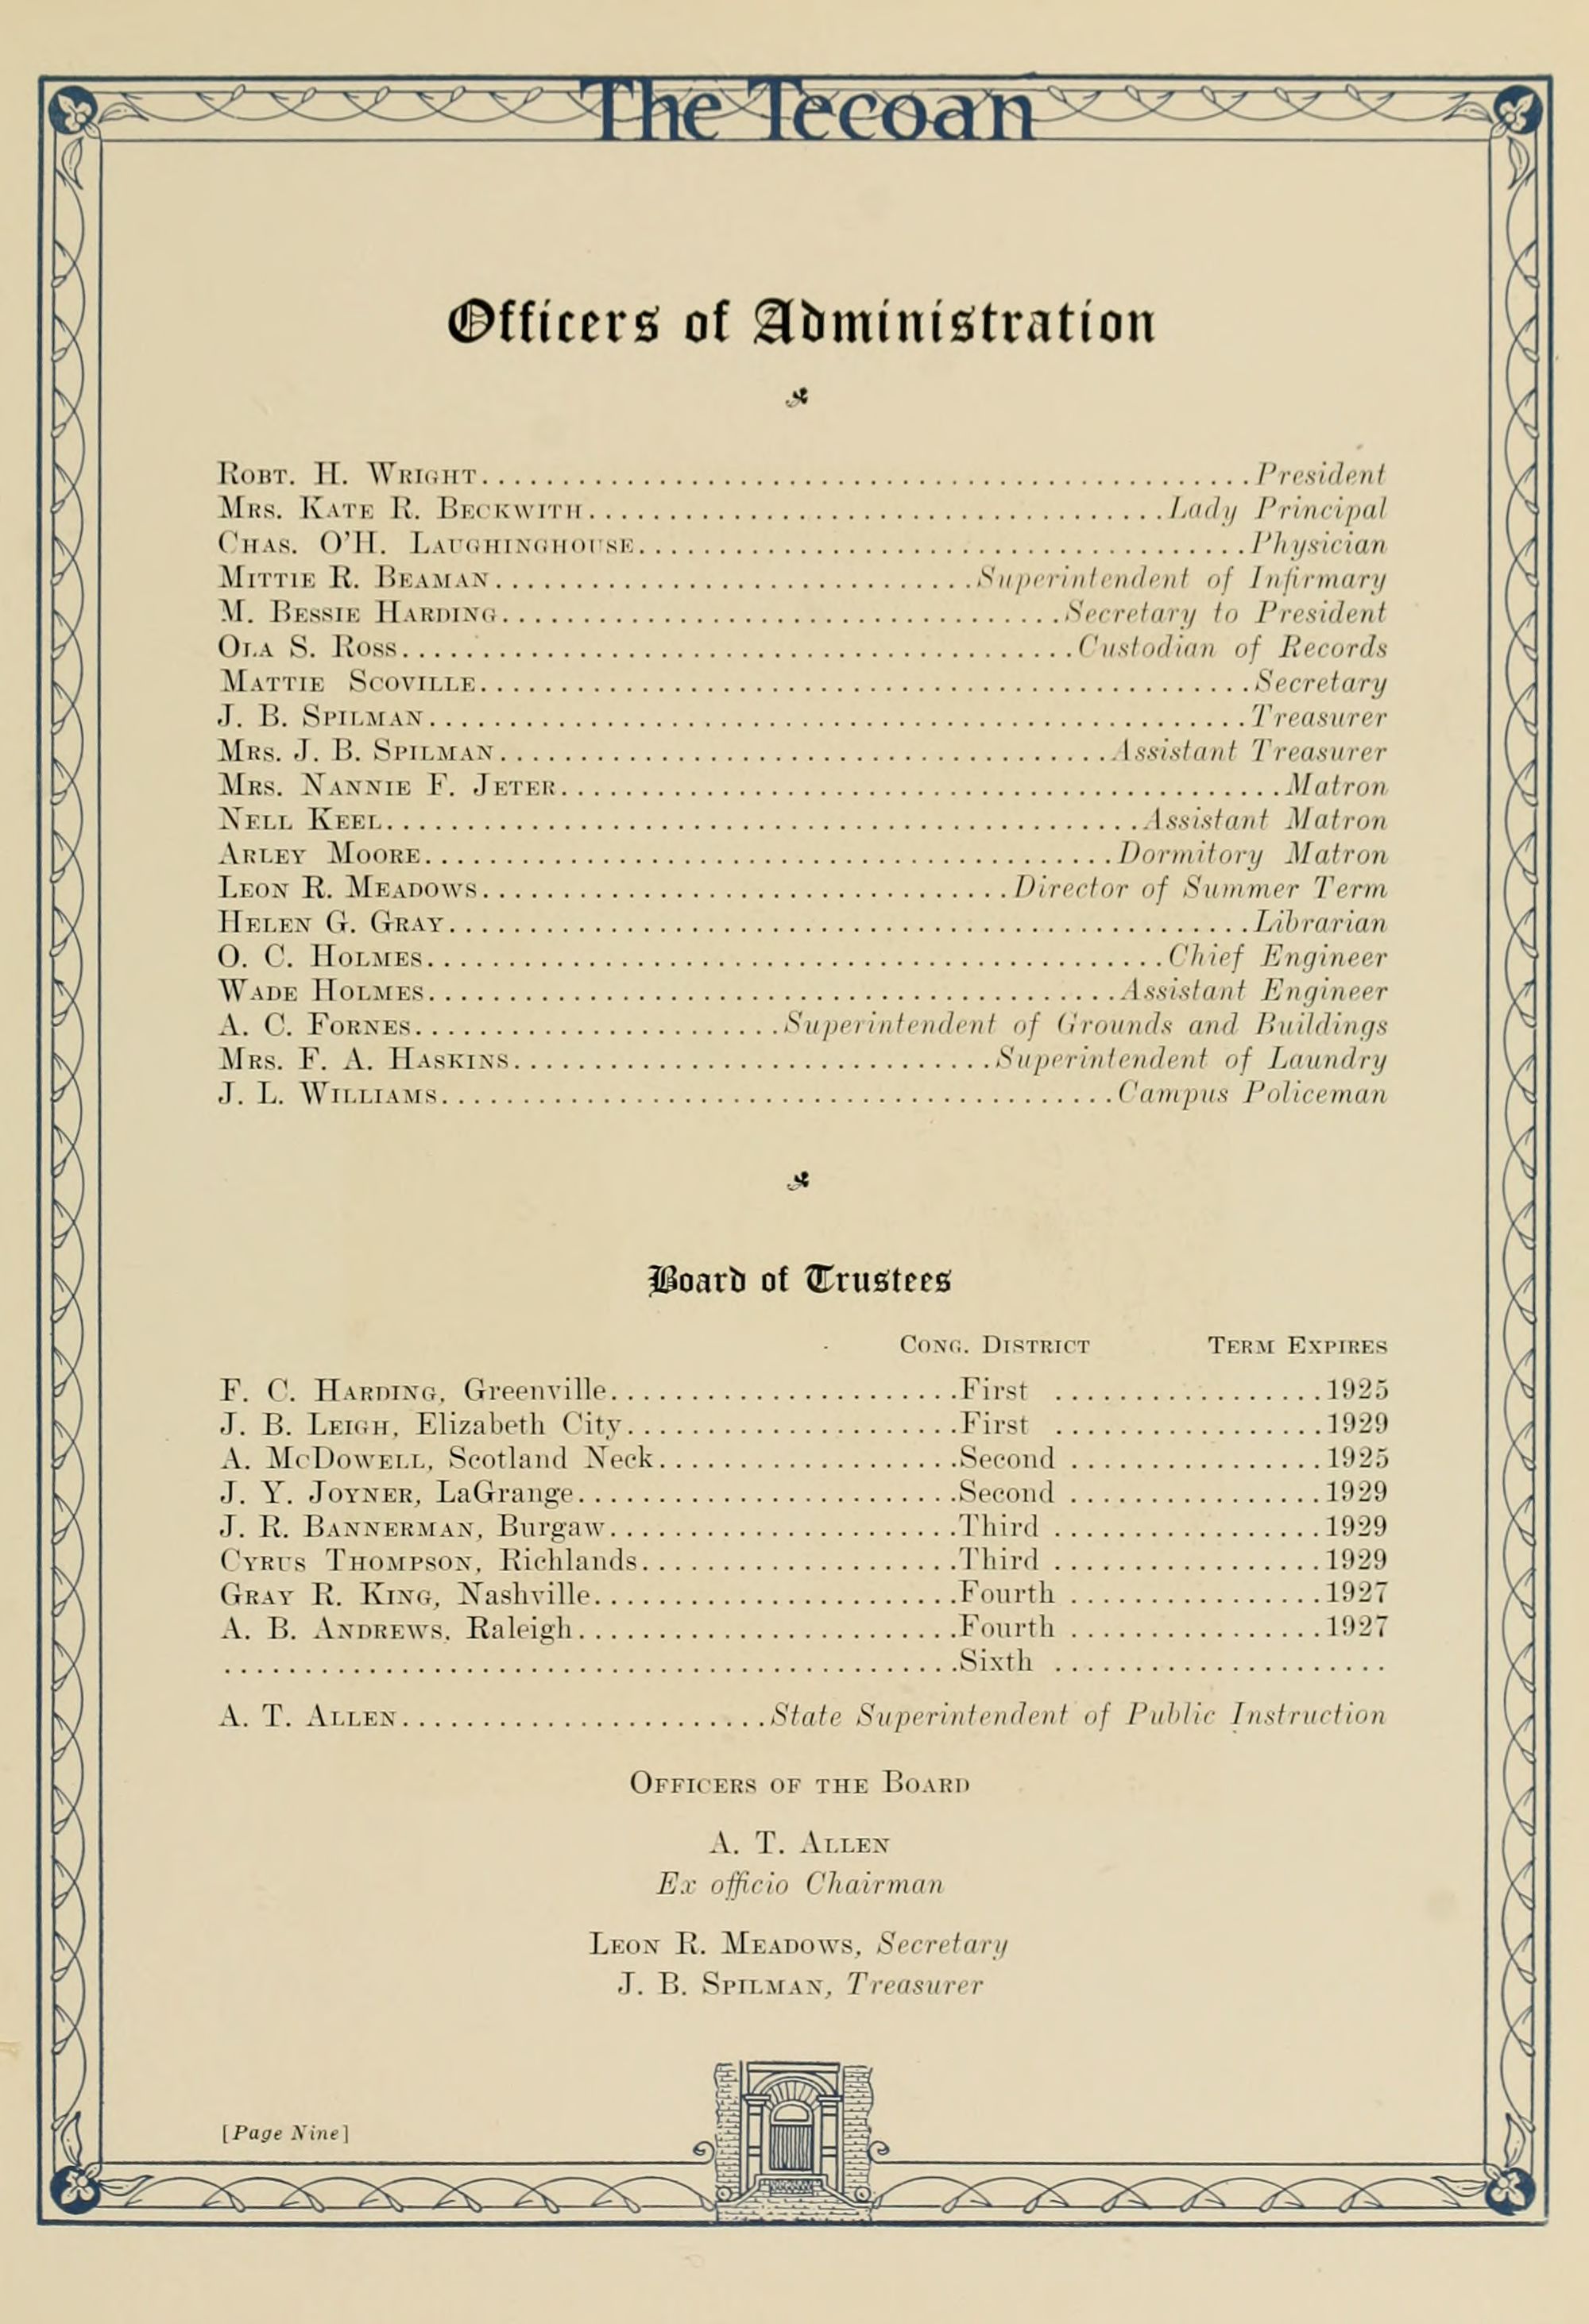 The Tecoan
Officers of Administration
Robt. H. Wright................................................President
Mrs. Kate R. Beckwith....................................Lady Principal
Chas. O'H. Laughinghouse......................................Physician
Mittie R. Beaman..............................Superintendent of Infirmary
M. Bessie Harding...................................Secretary to President
Ola S. Ross..........................................Custodian of Records
Mattie Scoville................................................Secretary
J. B. Spilman...................................................Treasurer
Mrs. J. B. Spilman......................................Assistant Treasurer
Mrs. Nannie F. Jeter.............................................Matron
Nell Keel...............................................Assistant Matron
Arley Moore...........................................Dormitory Matron
Leon R. Meadows.................................Director of Summer Term
Helen G. Gray..................................................Librarian
O. C. Holmes..............................................Chief Engineer
Wade Holmes...........................................Assistant Engineer
A. C. Fornes.......................Superintendent of Grounds and Buildings
Mrs. F. A. Haskins..............................Superintendent of Laundry
J. L. Williams..........................................Campus Policeman
Board of Trustees
Cong. District Term Expires
F. C. Harding, Greenville......................First .................1925
J. B. Leigh, Elizabeth City.....................First .................1929
A. McDowell, Scotland Neck...................Second ................1925
J. Y. Joyner, LaGrange........................Second ................1929
J. R. Bannerman, Burgaw......................Third .................1929
Cyrus Thompson, Richlands....................Third .................1929
Gray R. King, Nashville.......................Fourth ................1927
A. B. Andrews, Raleigh........................Fourth ................1927
..............................................Sixth .....................
A. T. Allen.......................State Superintendent of Public Instruction
Officers of the Board
A. T. Allen
Ex officio Chairman
Leon R. Meadows, Secretary
J. B. Spilman, Treasurer
[Page Nine]